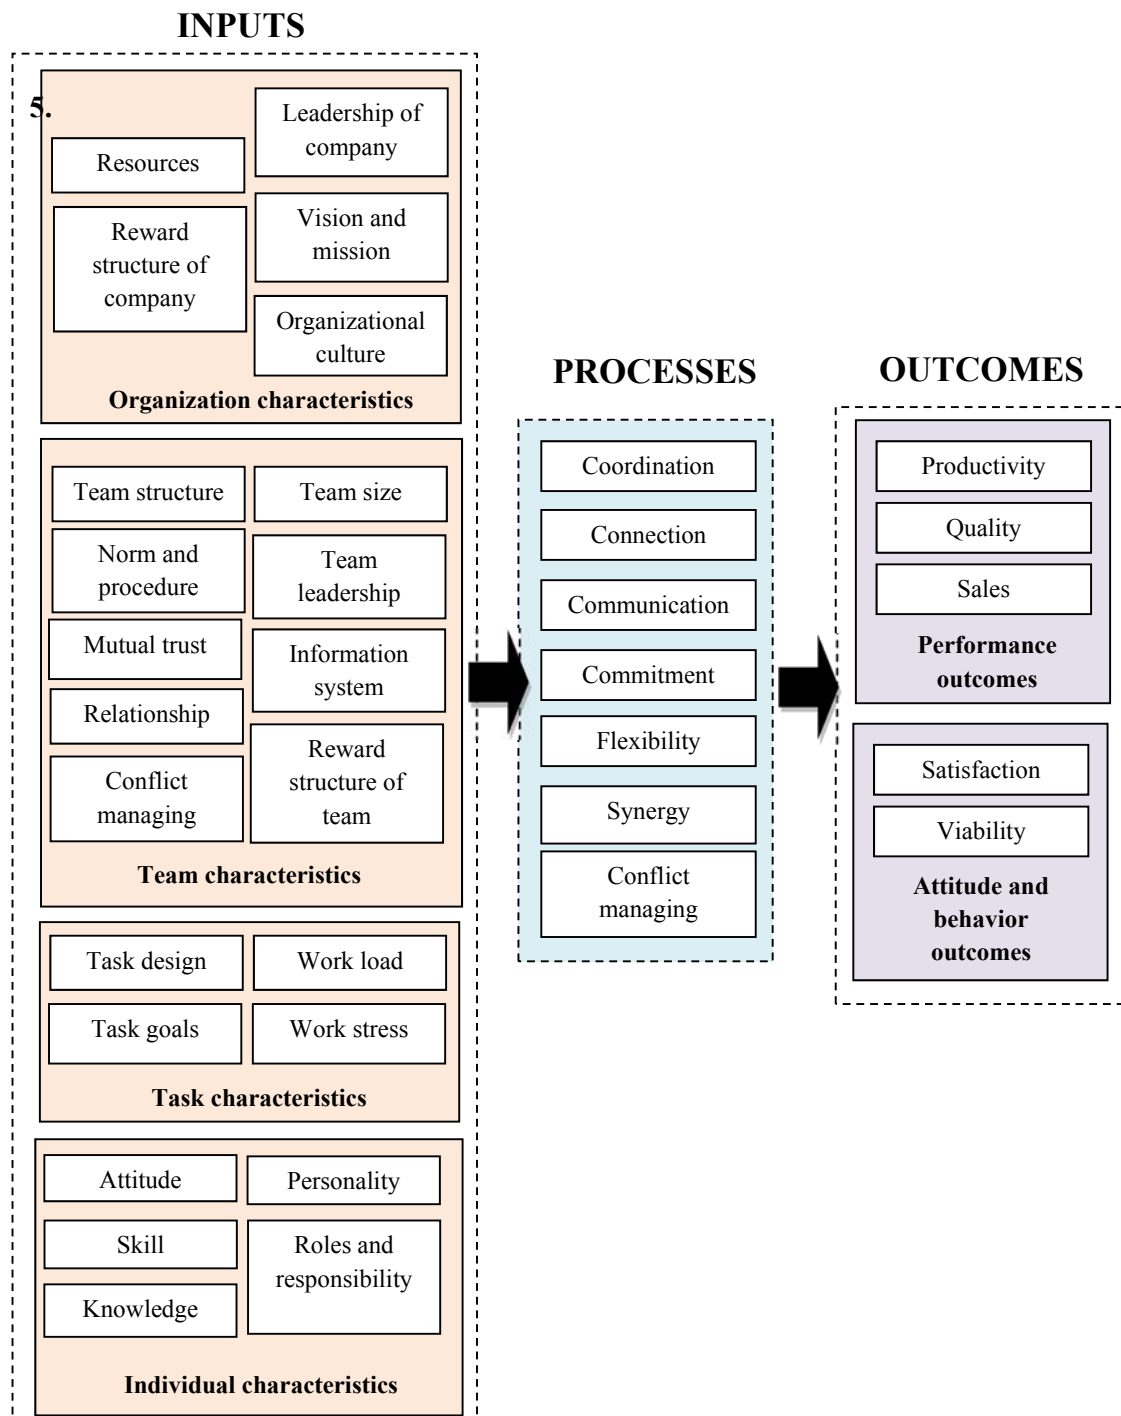 INPUTS
5.
Resources
Reward
structure of
company
Leadership of
company
Vision and
mission
Organizational
culture
Organization characteristics
Team structure
Norm and
procedure
Mutual trust
Relationship
Conflict
managing
Team size
Team
leadership
Information
system
Reward
structure of
team
Team characteristics
Task design
Work load
Task goals
Work stress
Task characteristics
Attitude
Skill
Knowledge
Personality
Roles and
responsibility
Individual characteristics
PROCESSES
Coordination
Connection
Communication
Commitment
Flexibility
Synergy
Conflict
managing
OUTCOMES
Productivity
Quality
Sales
Performance
outcomes
Satisfaction
Viability
Attitude and
behavior
outcomes